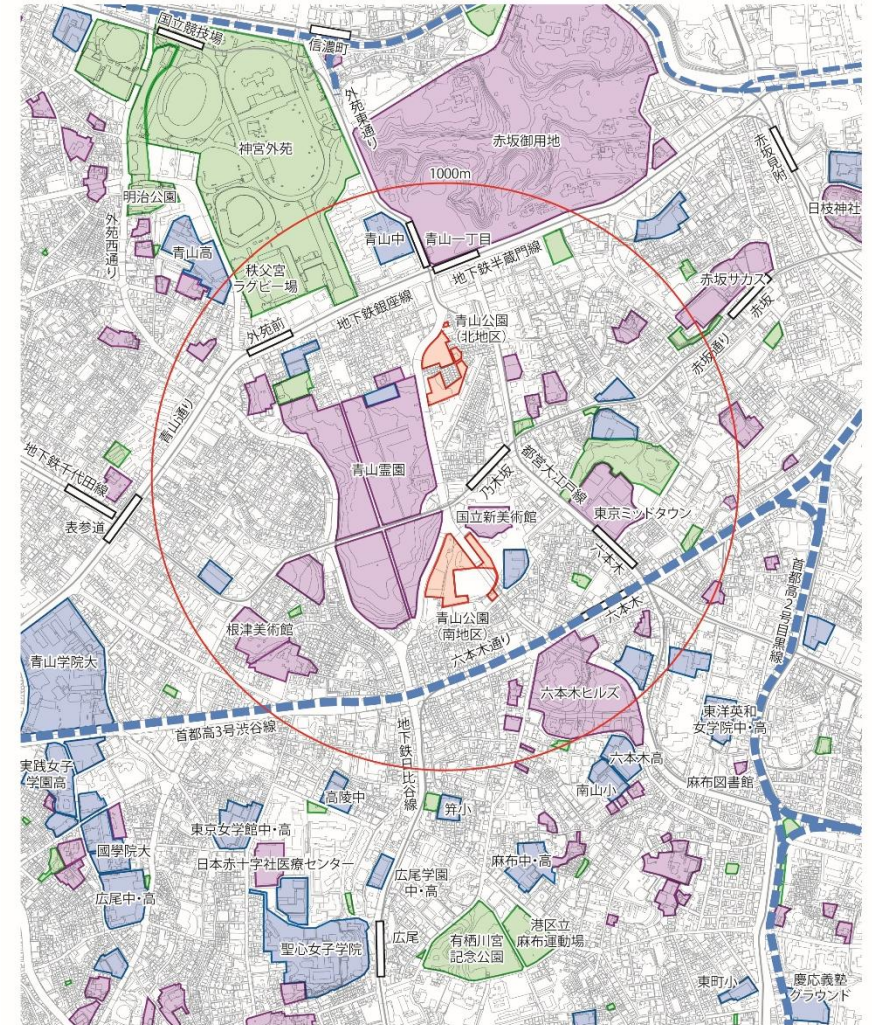 国立競技場
信濃町
外苑東通り
神宮外苑
赤坂御用地
赤坂見附
1000m
明治公園
日枝神社
外苑西通り
青山高
青山中
青山一丁目
秩父宮
ラグビー場
地下鉄半蔵門線
赤坂サカス
赤坂
外苑前
地下鉄銀座線
青山公園
(北地区)
赤坂通り
青山通り
地下鉄千代田線
青山霊園
乃木坂
都営大江戸線
表参道
国立新美術館
東京ミッドタウン
六本木
首都高2号目黒線
青山公園
(南地区)
六本木
根津美術館
六本木通り
青山学院大
六本木ヒルズ
東洋英和
女学院中・高
首都高3号渋谷線
地下鉄日比谷線
六本木高
実践女子
学園高
麻布図書館
高陵中
南山小
笄小
東京女学館中・高
國學院大
日本赤十字社医療センター
広尾学園
中・高
麻布中・高
広尾中・高
聖心女子学院
広尾
有栖川宮
記念公園
港区立
麻布運動場
東町小
慶応義塾
グラウンド